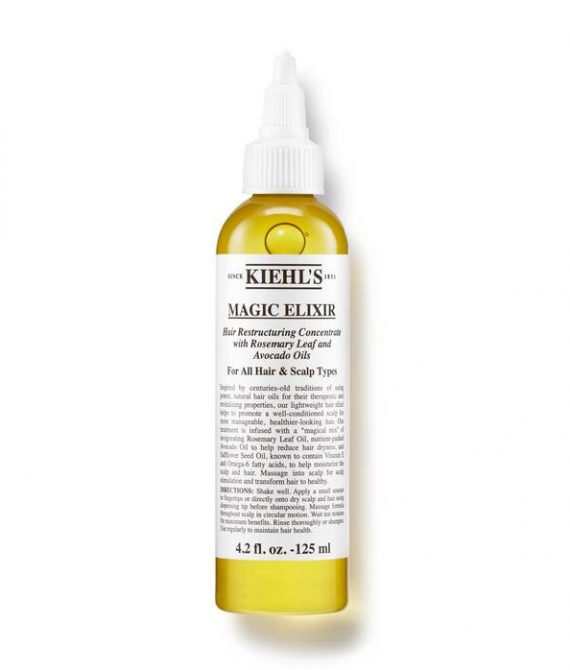 SINCE KIEHL'S 1851
MAGIC ELIXIR
Hair Restructuring Concentrate
with Rosemary Leaf and
Avocado Oils
For All Hair & Scalp Types
Inspired by centuries-old traditions of using
potent, natural hair oils for their therapeutic and
revitalizing properties, our lightweight hair elixir
helps to promote a well-conditioned scalp for
more manageable, healthier-looking hair. Our
treatment is infused with a "magical mix" of
invigorating Rosemary Leaf Oil, nutrient-packed
Avocado Oil to help reduce hair dryness, and
Safflower Seed Oil, known to contain Vitamin E
and Omega-6 fatty acids, to help moisturize the
scalp and hair. Massage into scalp for scalp
stimulation and transform hair to healthy.
DIRECTIONS: Shake well. Apply a small amount
to fingertips or directly onto dry scalp and hair using
dispensing tip before shampooing. Massage formula
throughout scalp in circular motion. Wait ten minutes
for maximum benefits. Rinse thoroughly or shampoo.
Use regularly to maintain hair health.
4.2 fl. oz. -125 ml